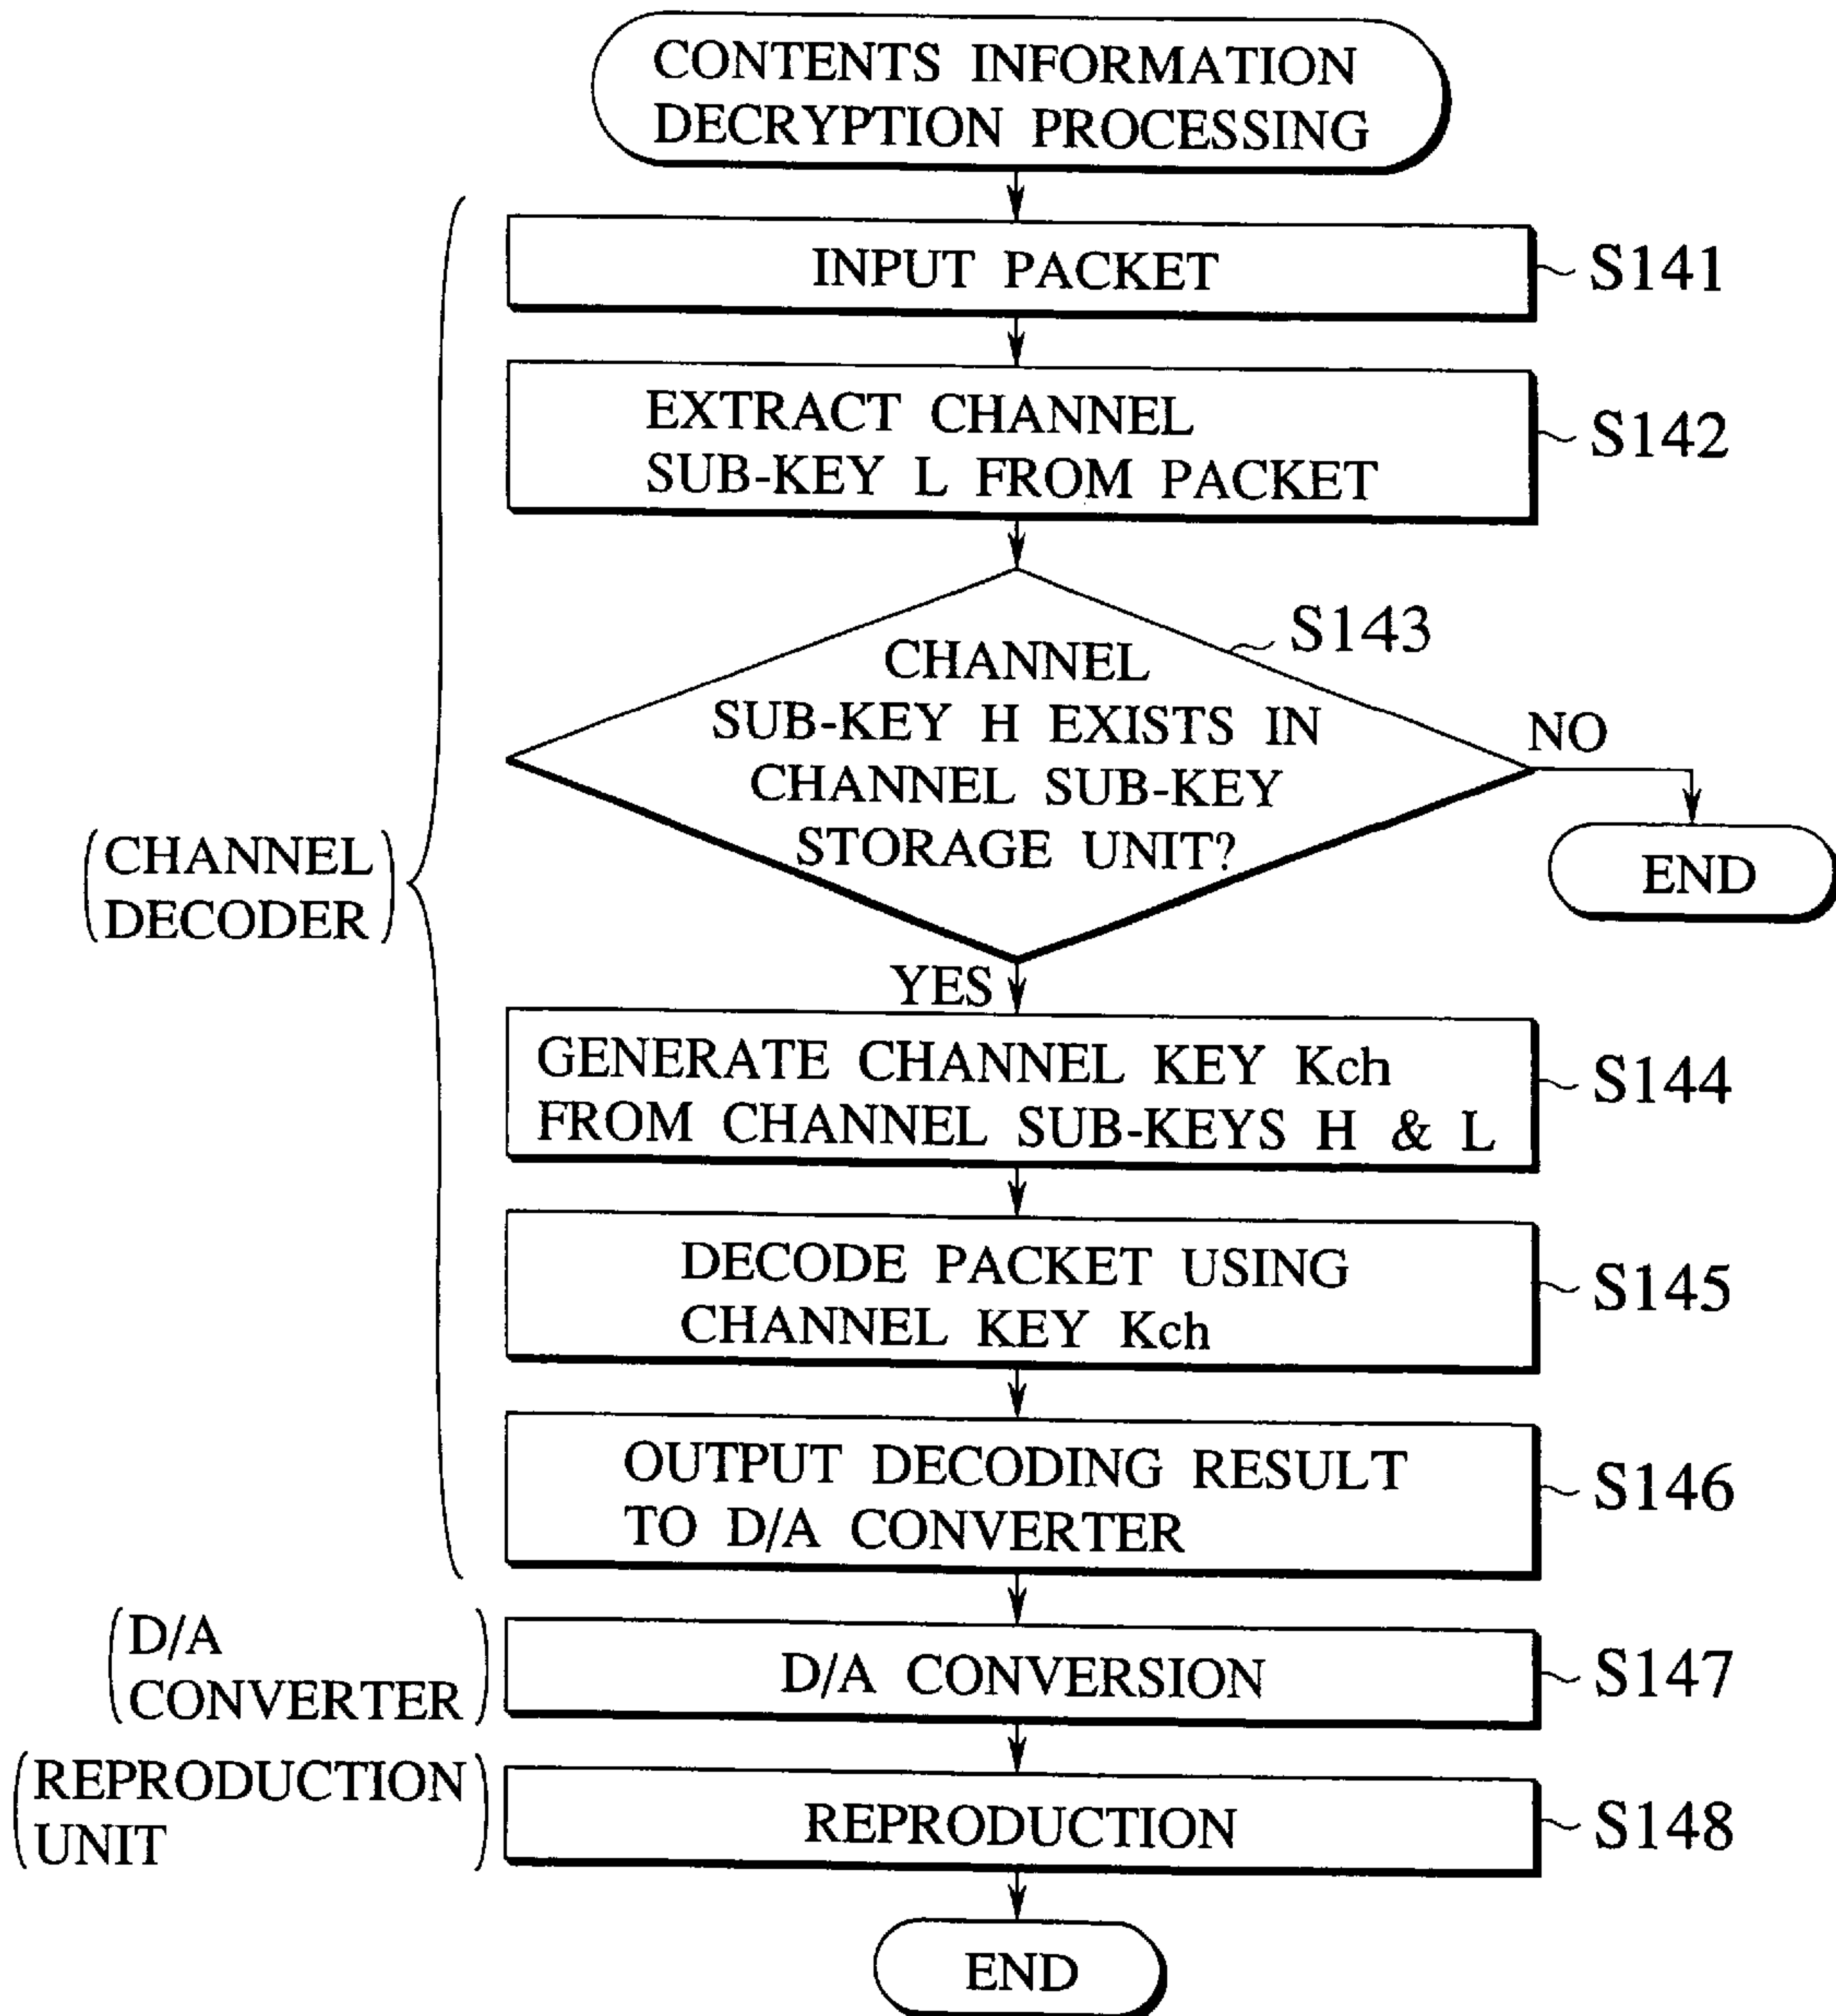 CONTENTS INFORMATION
DECRYPTION PROCESSING
INPUT PACKET
S141
EXTRACT CHANNEL
SUB-KEY L FROM PACKET
S142
S143
CHANNEL
SUB-KEY H EXISTS IN
CHANNEL SUB-KEY
STORAGE UNIT?
NO
END
(CHANNEL
DECODER)
YES
GENERATE CHANNEL KEY Kch
FROM CHANNEL SUB-KEYS H & L
S144
DECODE PACKET USING
CHANNEL KEY Kch
S145
OUTPUT DECODING RESULT
TO D/A CONVERTER
S146
(D/A
CONVERTER)
D/A CONVERSION
S147
(REPRODUCTION
UNIT)
REPRODUCTION
S148
END